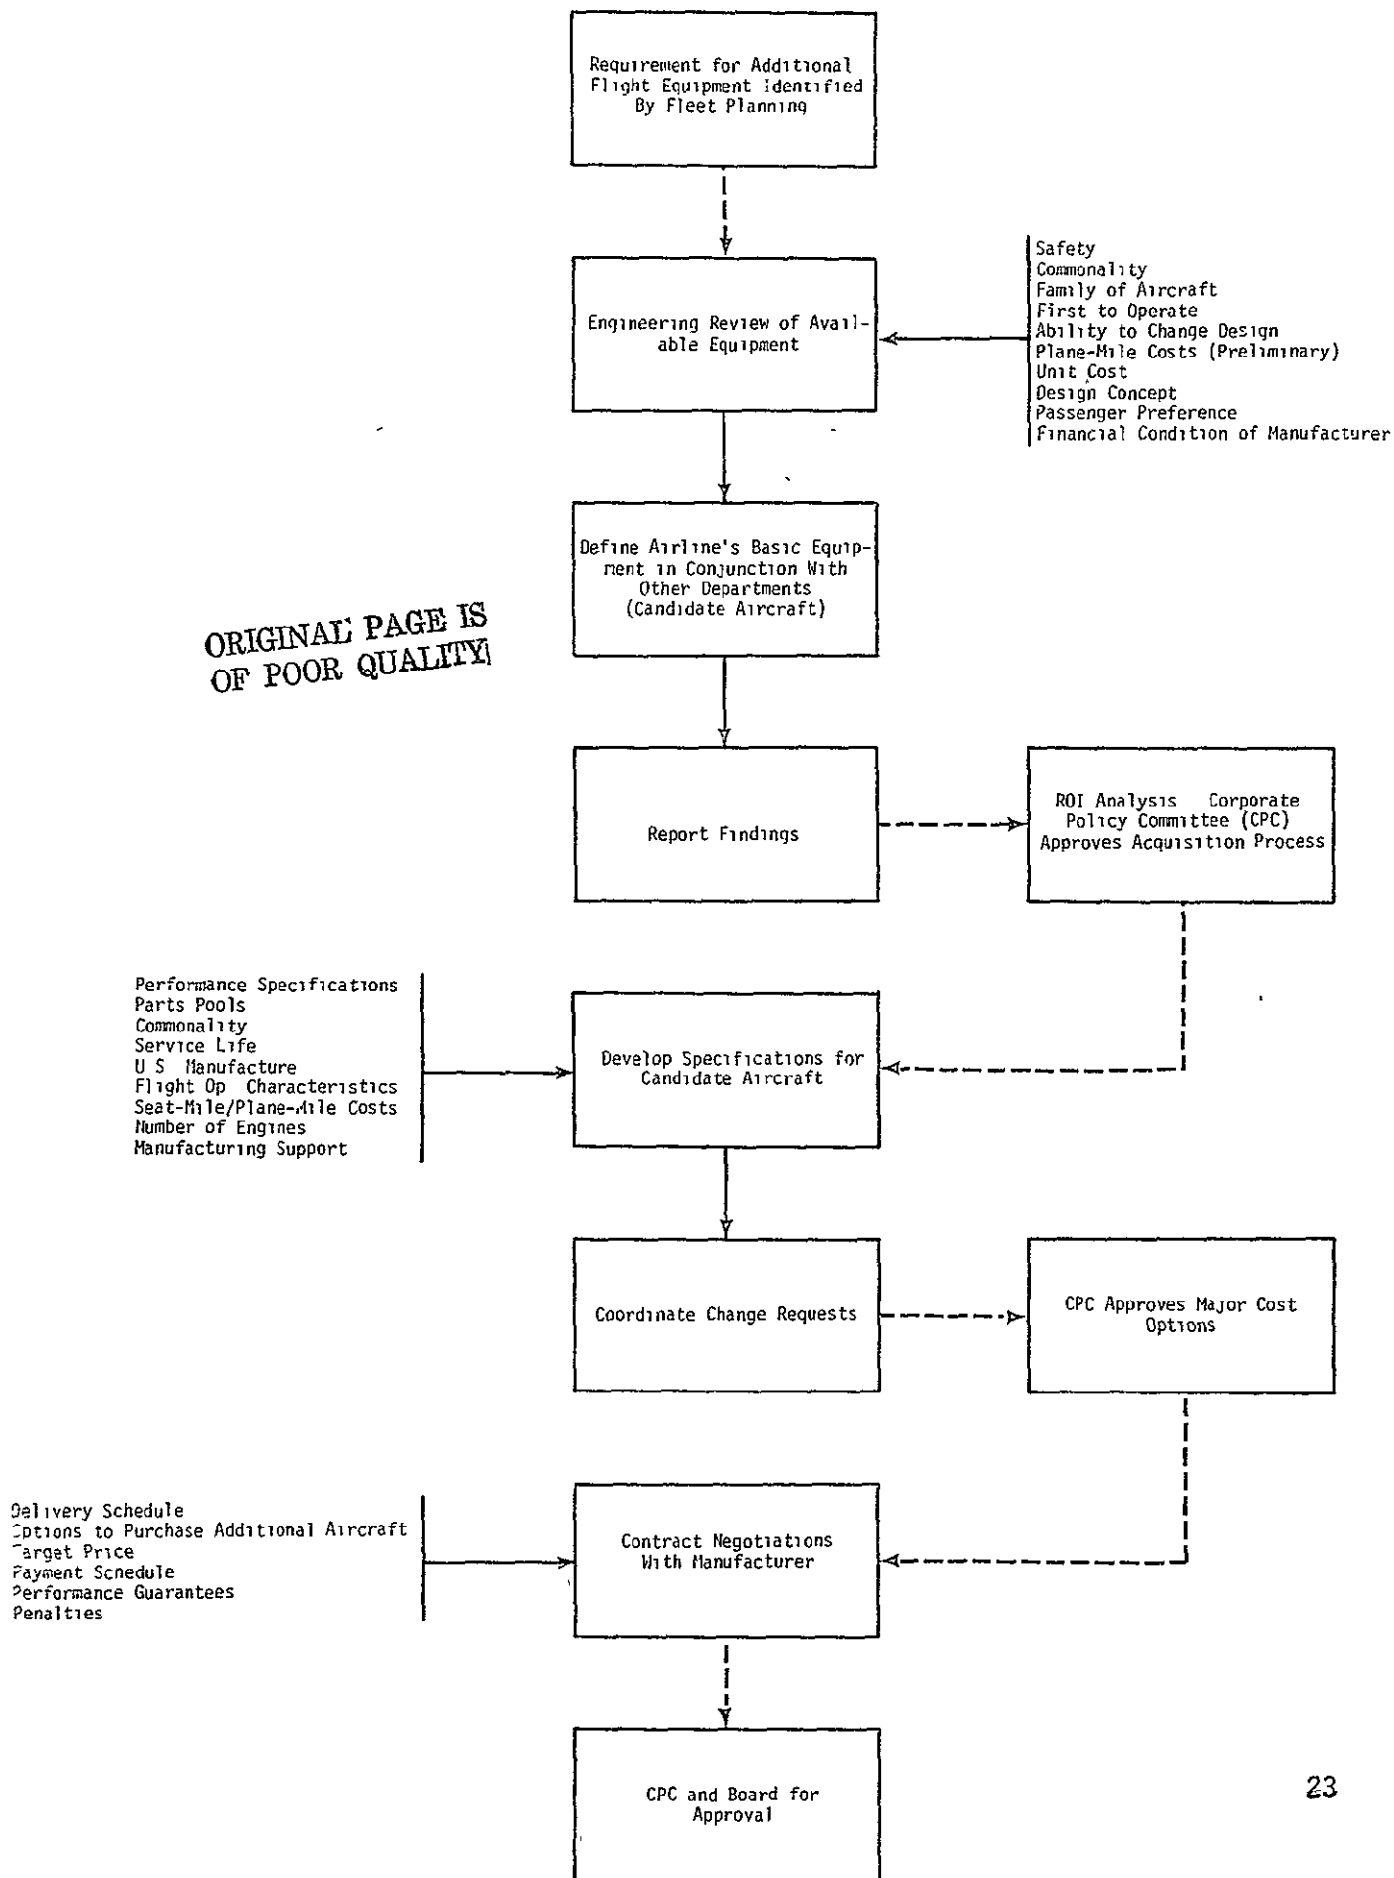 Requirement for Additional
Flight Equipment Identified
By Fleet Planning
Engineering Review of Avail-
able Equipment
Safety
Commonality
Family of Aircraft
First to Operate
Ability to Change Design
Plane-Mile Costs (Preliminary)
Unit Cost
Design Concept
Passenger Preference
Financial Condition of Manufacturer
Define Airline's Basic Equip-
ment in Conjunction With
Other Departments
(Candidate Aircraft)
ORIGINAL PAGE IS
OF POOR QUALITY
Report Findings
ROI Analysis Corporate
Policy Committee (CPC)
Approves Acquisition Process
Performance Specifications
Parts Pools
Commonality
Service Life
U S Manufacture
Flight Op Characteristics
Seat-Mile/Plane-Mile Costs
Number of Engines
Manufacturing Support
Develop Specifications for
Candidate Aircraft
Coordinate Change Requests
CPC Approves Major Cost
Options
Delivery Schedule
Options to Purchase Additional Aircraft
Target Price
Payment Schedule
Performance Guarantees
Penalties
Contract Negotiations
With Manufacturer
CPC and Board for
Approval
23